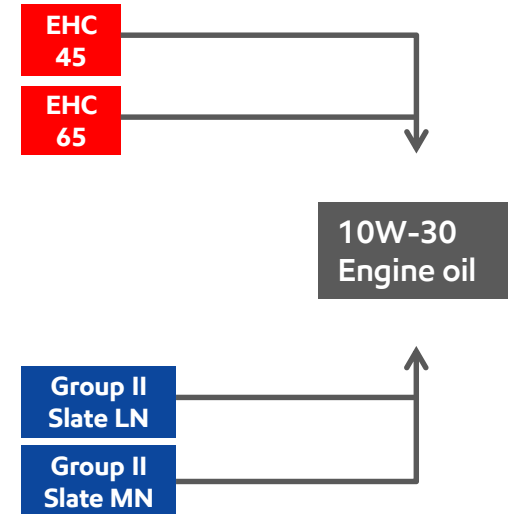 EHC
45
EHC
65
10W-30
Engine oil
Group II
Slate LN
Group II
Slate MN